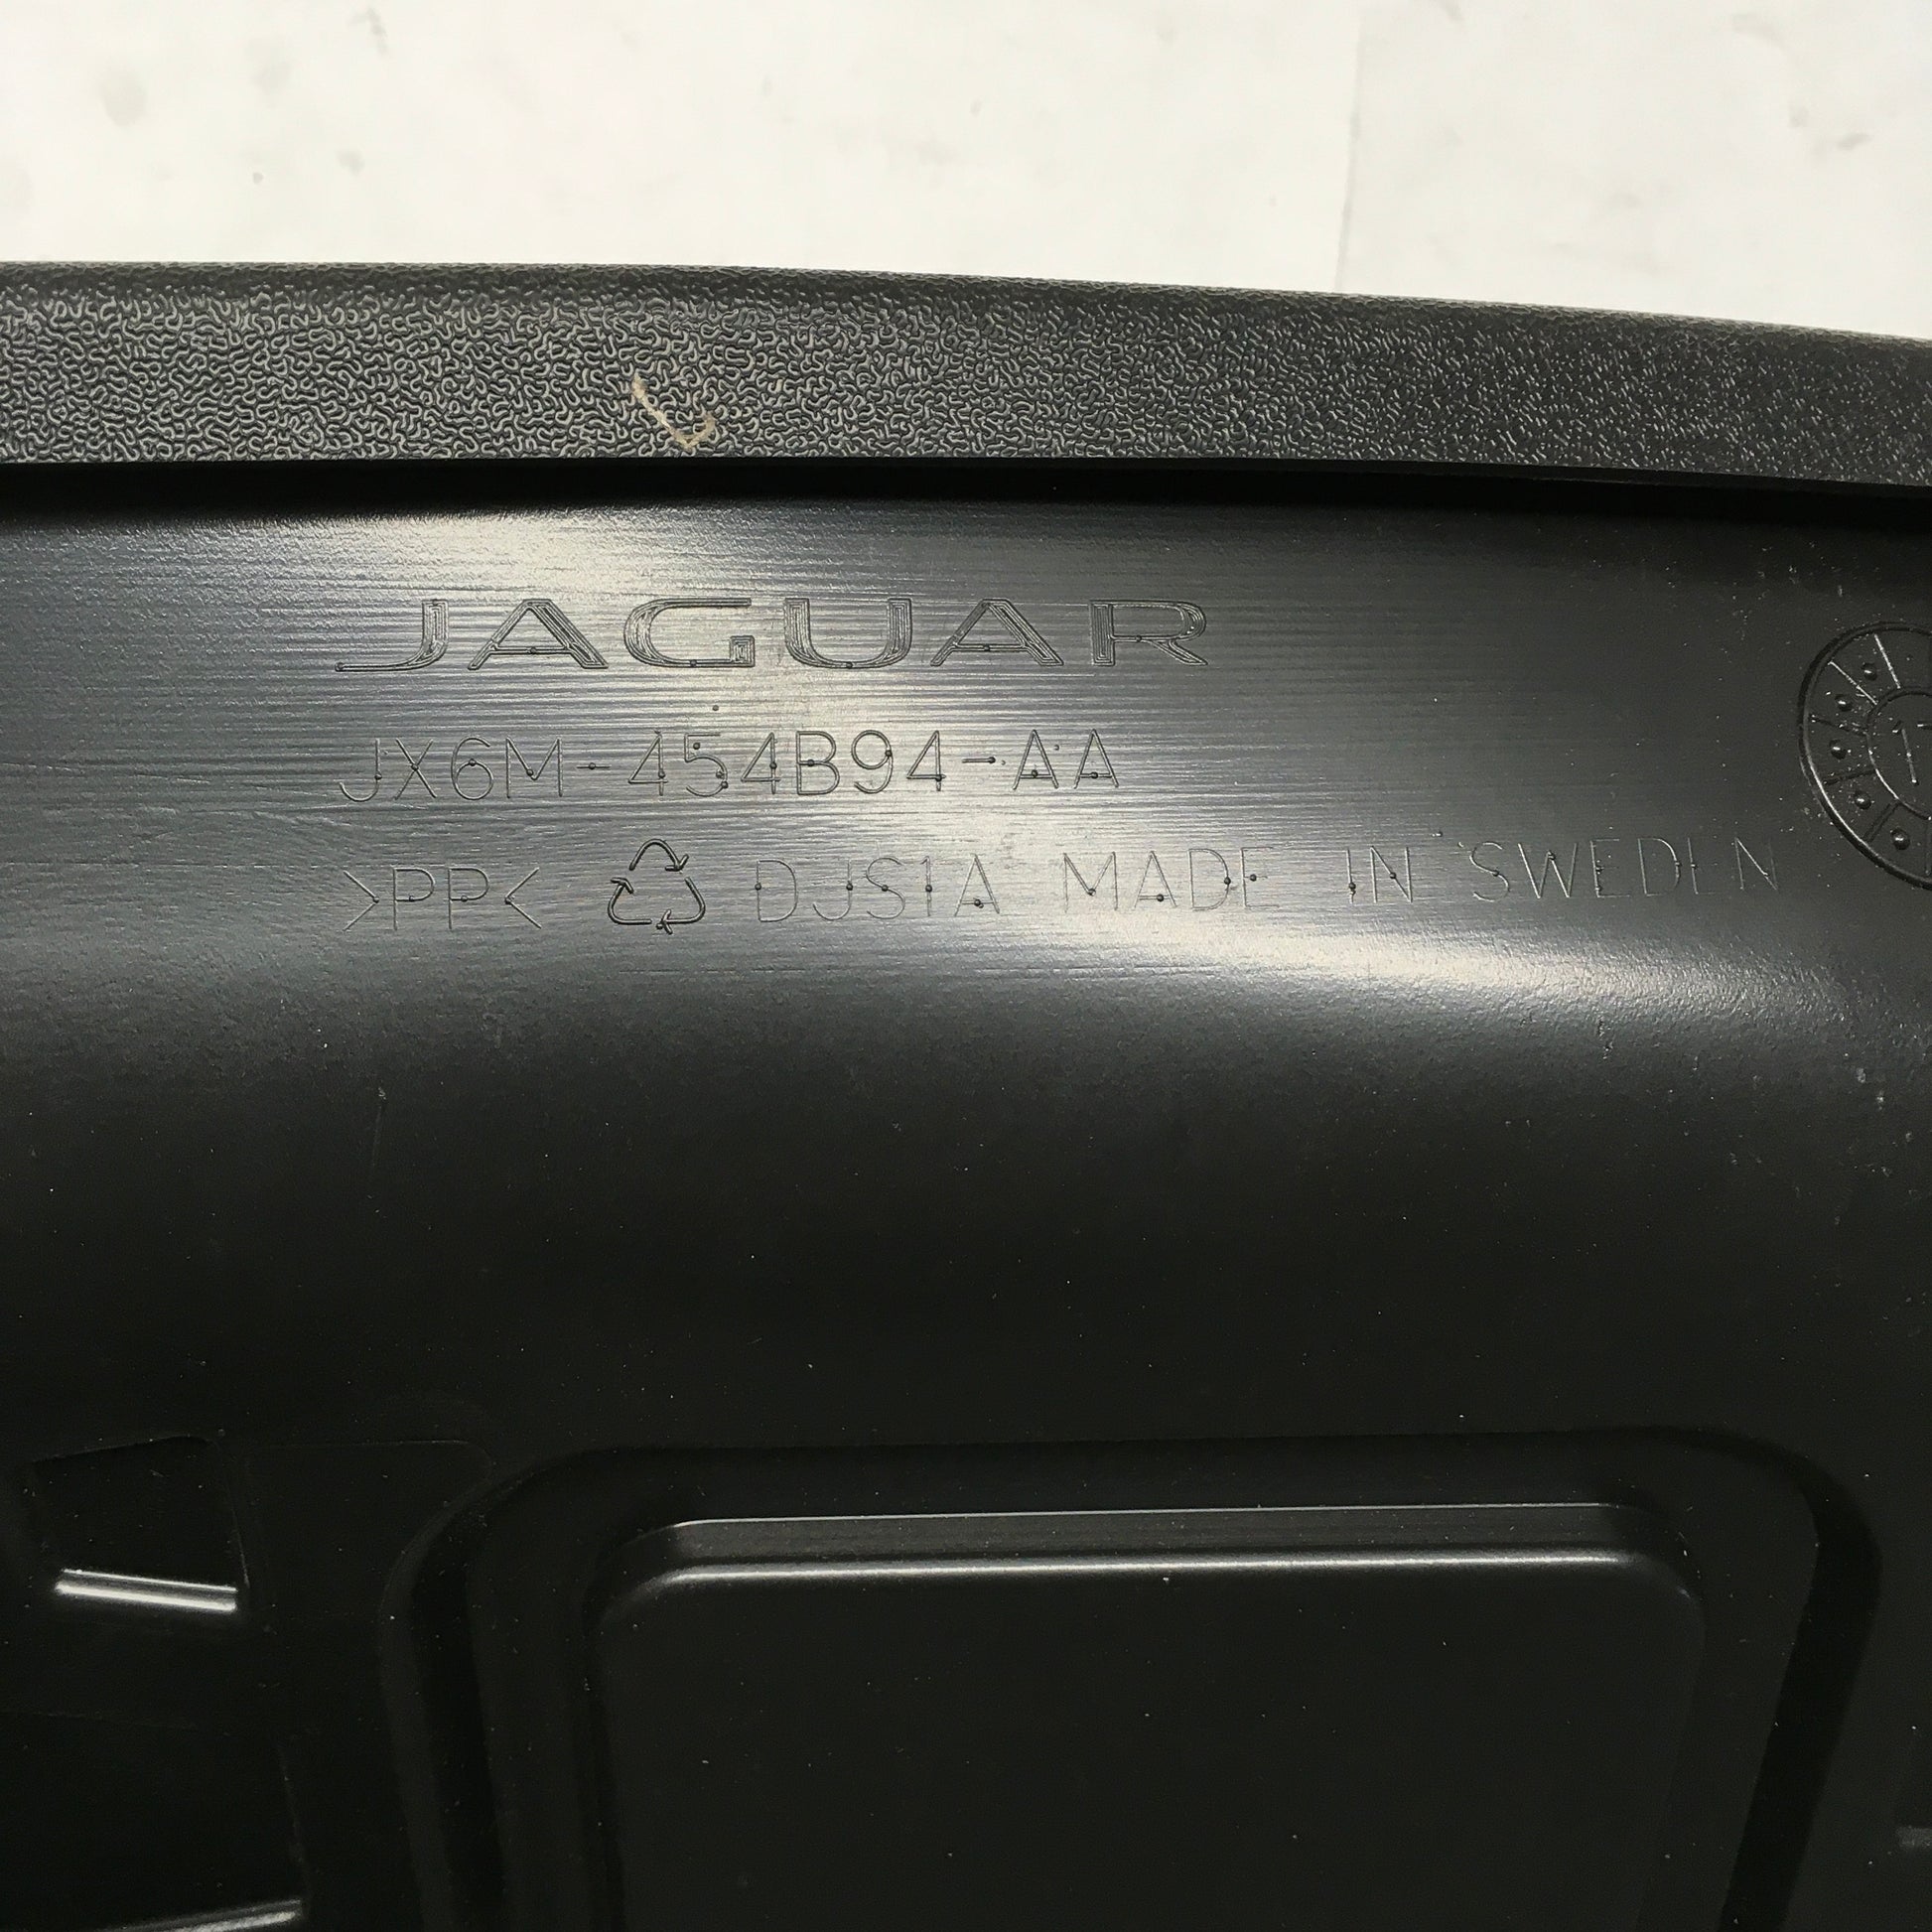 JAGUAR
JX6M-454B94-AA
>PP< DJS1A MADE IN SWEDEN